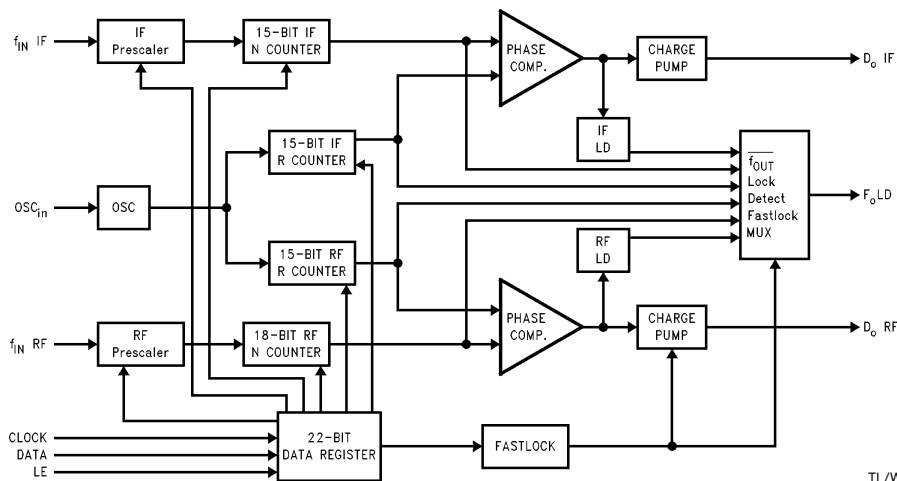 f_IN IF
IF
Prescaler
15-BIT IF
N COUNTER
PHASE
COMP.
CHARGE
PUMP
D_o IF
IF
LD
15-BIT IF
R COUNTER
OSC_in
OSC
f_OUT
Lock
Detect
Fastlock
MUX
F_oLD
15-BIT RF
R COUNTER
RF
LD
f_IN RF
RF
Prescaler
18-BIT RF
N COUNTER
PHASE
COMP.
CHARGE
PUMP
D_o RF
CLOCK
DATA
LE
22-BIT
DATA REGISTER
FASTLOCK
TL/W